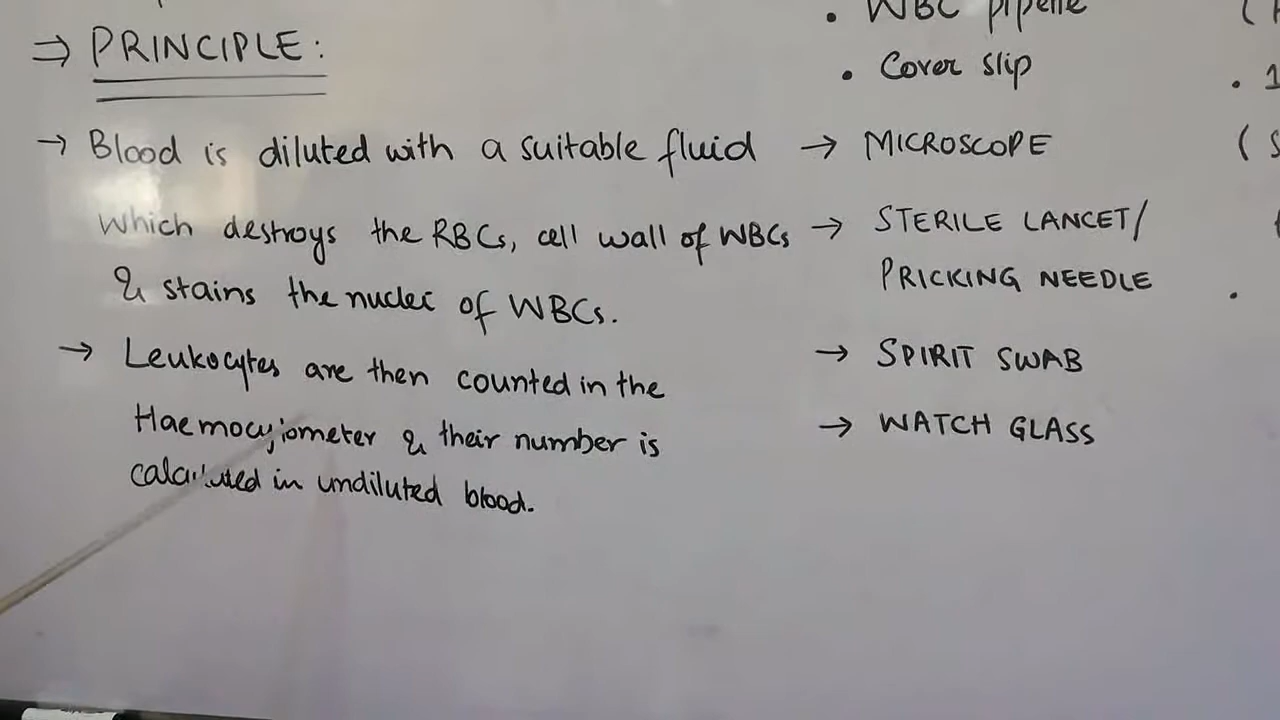 ⇒ PRINCIPLE:
→ Blood is diluted with a suitable fluid
which destroys the RBCs, cell wall of WBCs
& stains the nuclei of WBCs.
→ Leukocytes are then counted in the
Haemocytometer & their number is
calculated in undiluted blood.
• WBC pipette
• Cover slip
→ MICROSCOPE
→ STERILE LANCET/
PRICKING NEEDLE
→ SPIRIT SWAB
→ WATCH GLASS